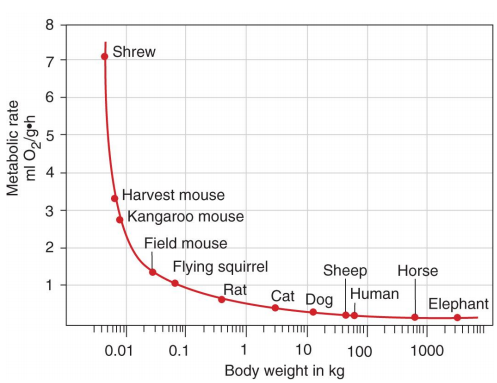 8
7
6
5
4
3
2
1
Metabolic rate
ml O₂/g•h
Shrew
Harvest mouse
Kangaroo mouse
Field mouse
Flying squirrel
Rat
Cat
Dog
Sheep
Human
Horse
Elephant
0.01 0.1 1 10 100 1000
Body weight in kg